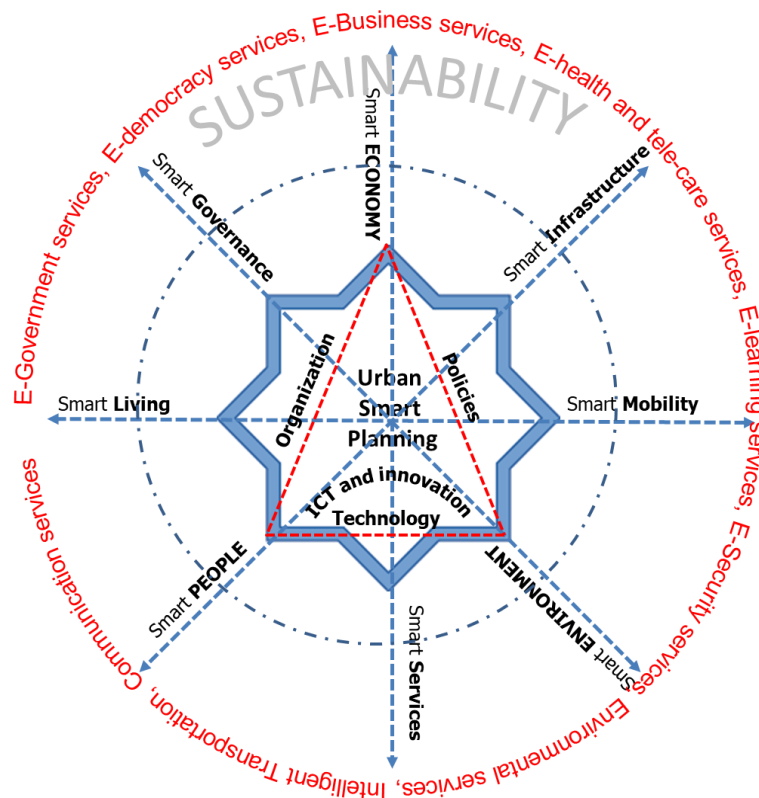 E-Government services, E-democracy services, E-Business services, E-health and tele-care services, E-learning services, E-Security services, Environmental services, Intelligent Transportation, Communication services
SUSTAINABILITY
Smart ECONOMY
Smart Governance
Smart Infrastructure
Smart Living
Smart Mobility
Organization
Policies
Urban
Smart
Planning
ICT and innovation
Technology
Smart PEOPLE
Smart ENVIRONMENT
Smart Services